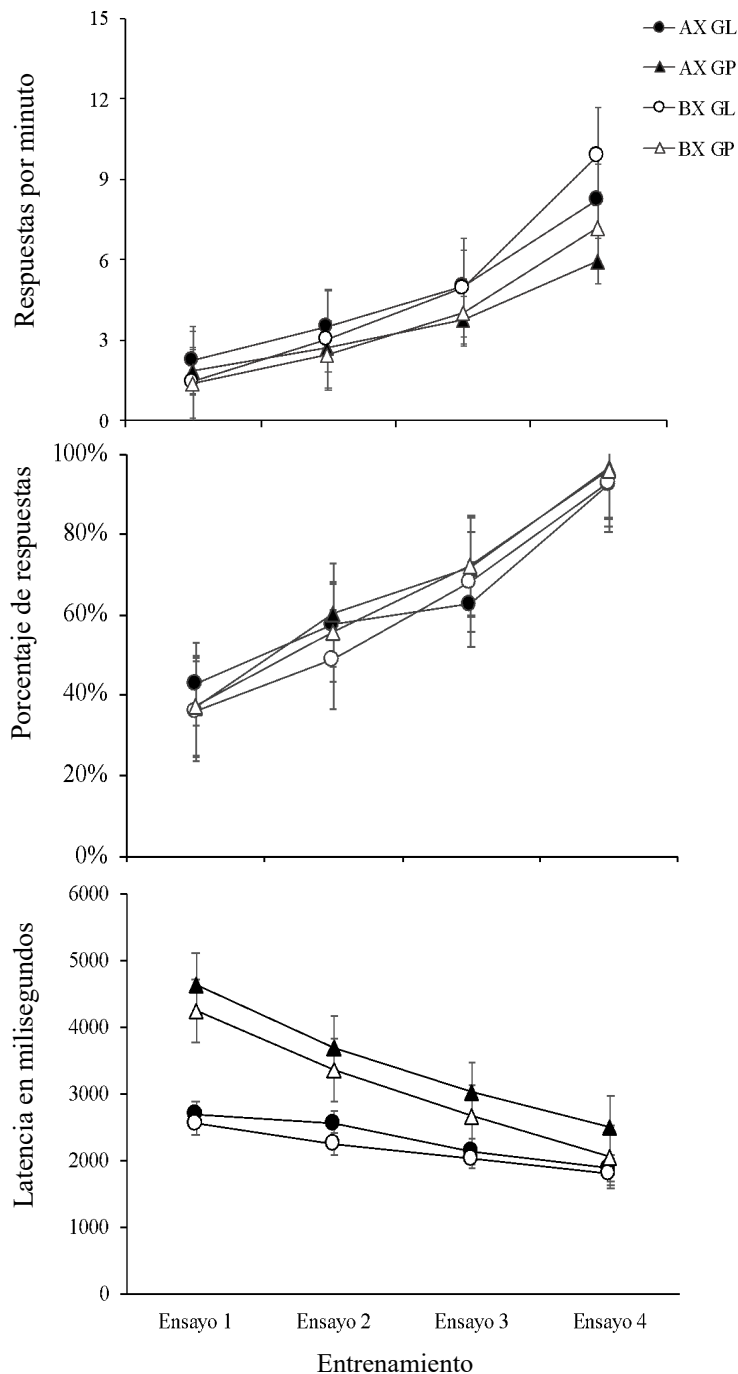 15
12
9
6
3
0
Respuestas por minuto
AX GL
AX GP
BX GL
BX GP
100%
80%
60%
40%
20%
0%
Porcentaje de respuestas
6000
5000
4000
3000
2000
1000
0
Latencia en milisegundos
Ensayo 1 Ensayo 2 Ensayo 3 Ensayo 4
Entrenamiento